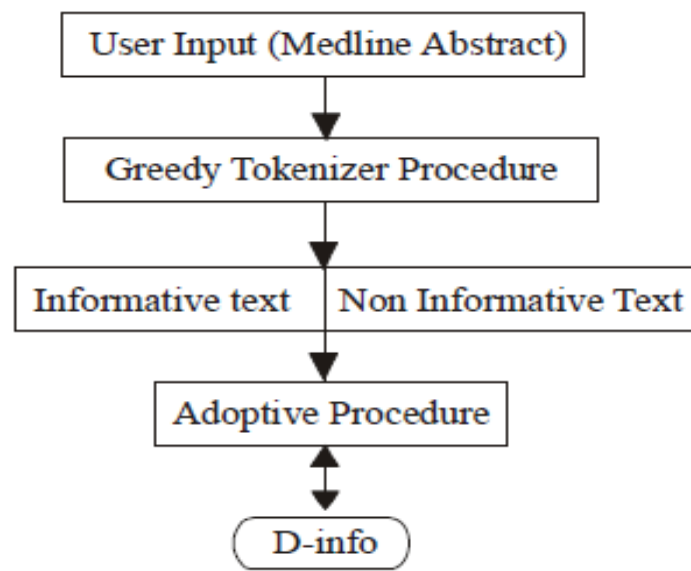 User Input (Medline Abstract)
Greedy Tokenizer Procedure
Informative text
Non Informative Text
Adoptive Procedure
D-info